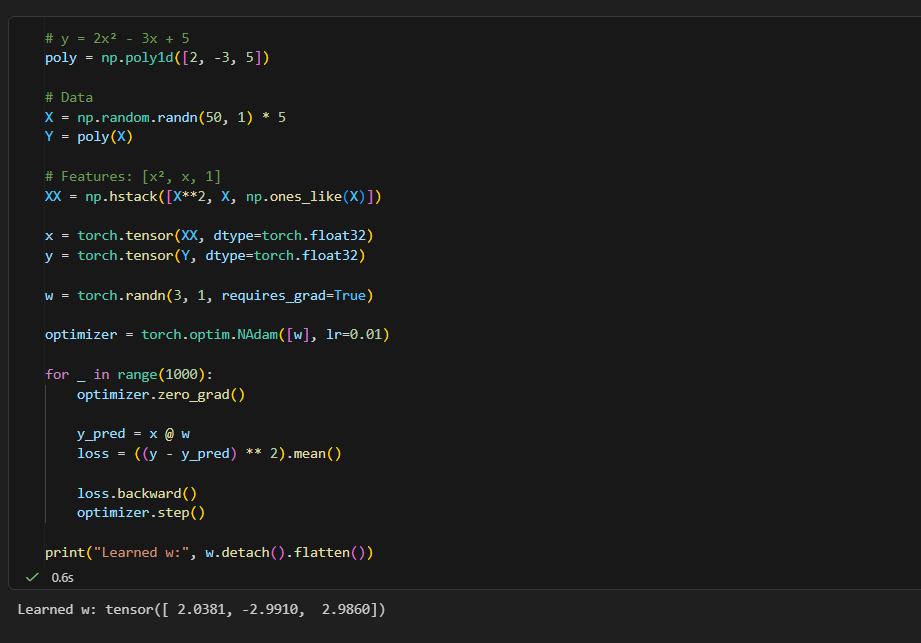 # y = 2x² - 3x + 5
poly = np.poly1d([2, -3, 5])
# Data
X = np.random.randn(50, 1) * 5
Y = poly(X)
# Features: [x², x, 1]
XX = np.hstack([X**2, X, np.ones_like(X)])
x = torch.tensor(XX, dtype=torch.float32)
y = torch.tensor(Y, dtype=torch.float32)
w = torch.randn(3, 1, requires_grad=True)
optimizer = torch.optim.NAdam([w], lr=0.01)
for _ in range(1000):
    optimizer.zero_grad()
    y_pred = x @ w
    loss = ((y - y_pred) ** 2).mean()
    loss.backward()
    optimizer.step()
print("Learned w:", w.detach().flatten())
0.6s
Learned w: tensor([ 2.0381, -2.9910,  2.9860])